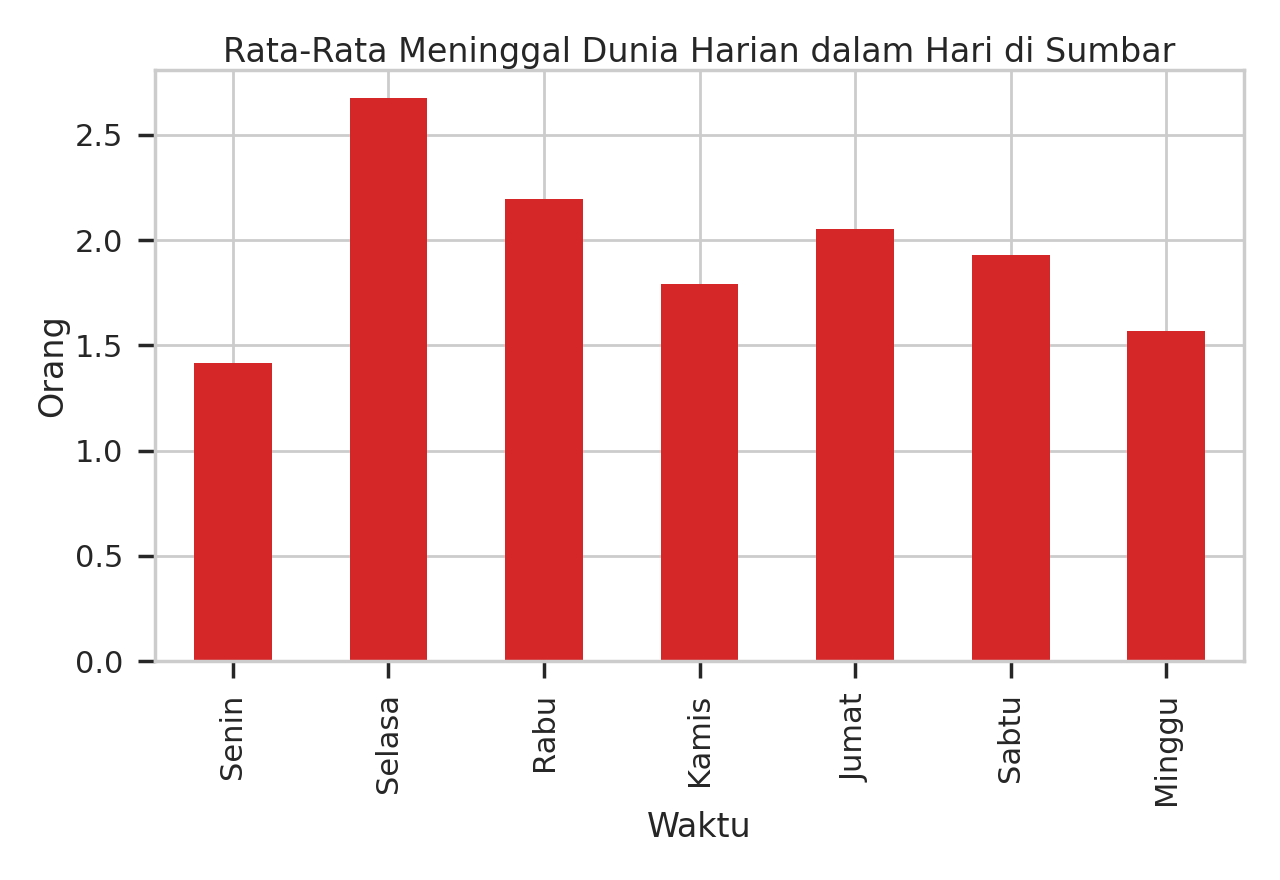 Rata-Rata Meninggal Dunia Harian dalam Hari di Sumbar
2.5
2.0
1.5
1.0
0.5
0.0
Orang
Senin
Selasa
Rabu
Kamis
Jumat
Sabtu
Minggu
Waktu